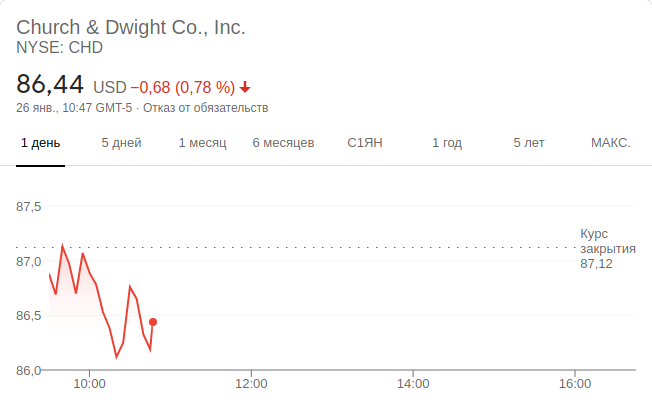 Church & Dwight Co., Inc.
NYSE: CHD
86,44 USD −0,68 (0,78 %)
26 янв., 10:47 GMT-5 · Отказ от обязательств
1 день 5 дней 1 месяц 6 месяцев С1ЯН 1 год 5 лет МАКС.
87,5
Курс
закрытия
87,12
87,0
86,5
86,0
10:00 12:00 14:00 16:00